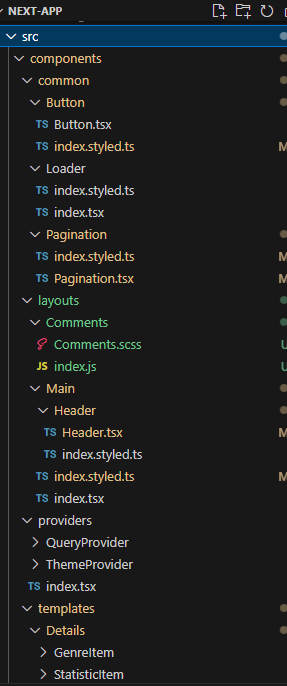 NEXT-APP
src
components
common
Button
TS Button.tsx
TS index.styled.ts M
Loader
TS index.styled.ts
TS index.tsx
Pagination
TS index.styled.ts M
TS Pagination.tsx M
layouts
Comments
Comments.scss U
JS index.js U
Main
Header
TS Header.tsx M
TS index.styled.ts
TS index.styled.ts M
TS index.tsx
providers
QueryProvider
ThemeProvider
TS index.tsx
templates
Details
GenreItem
StatisticItem